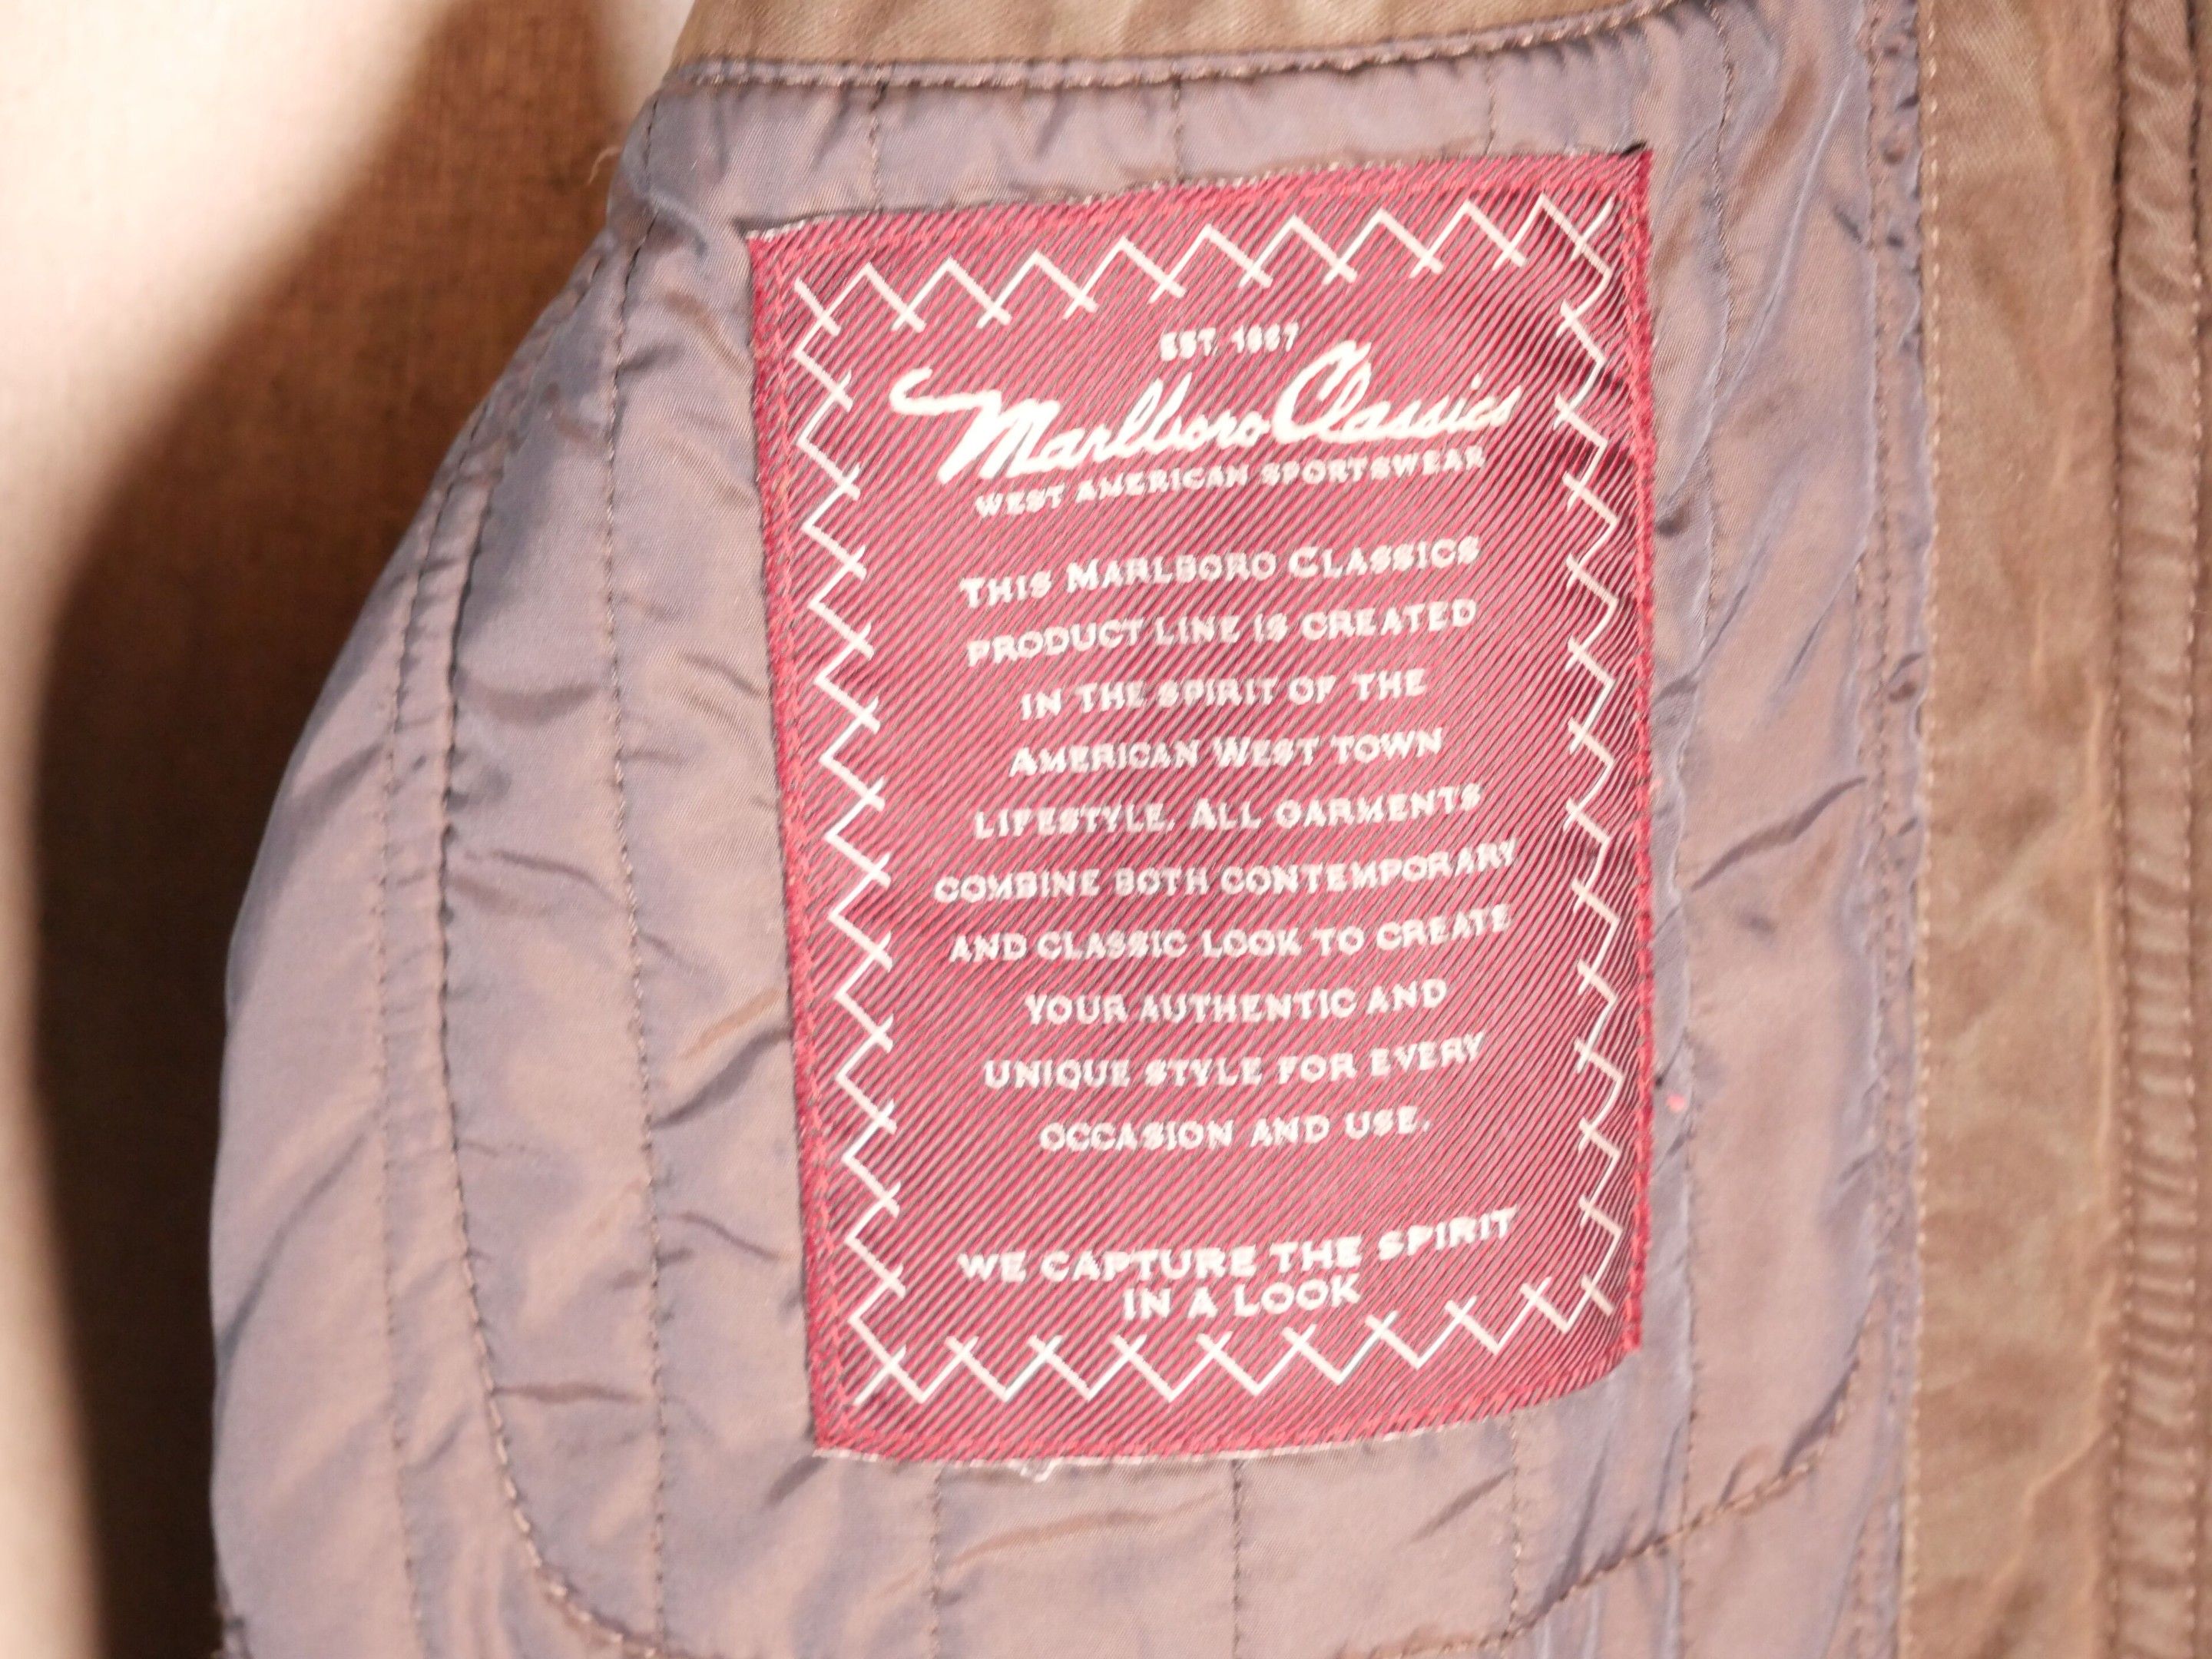 EST. 1987
Marlboro Classics
WEST AMERICAN SPORTSWEAR
THIS MARLBORO CLASSICS
PRODUCT LINE IS CREATED
IN THE SPIRIT OF THE
AMERICAN WEST TOWN
LIFESTYLE. ALL GARMENTS
COMBINE BOTH CONTEMPORARY
AND CLASSIC LOOK TO CREATE
YOUR AUTHENTIC AND
UNIQUE STYLE FOR EVERY
OCCASION AND USE.
WE CAPTURE THE SPIRIT
IN A LOOK